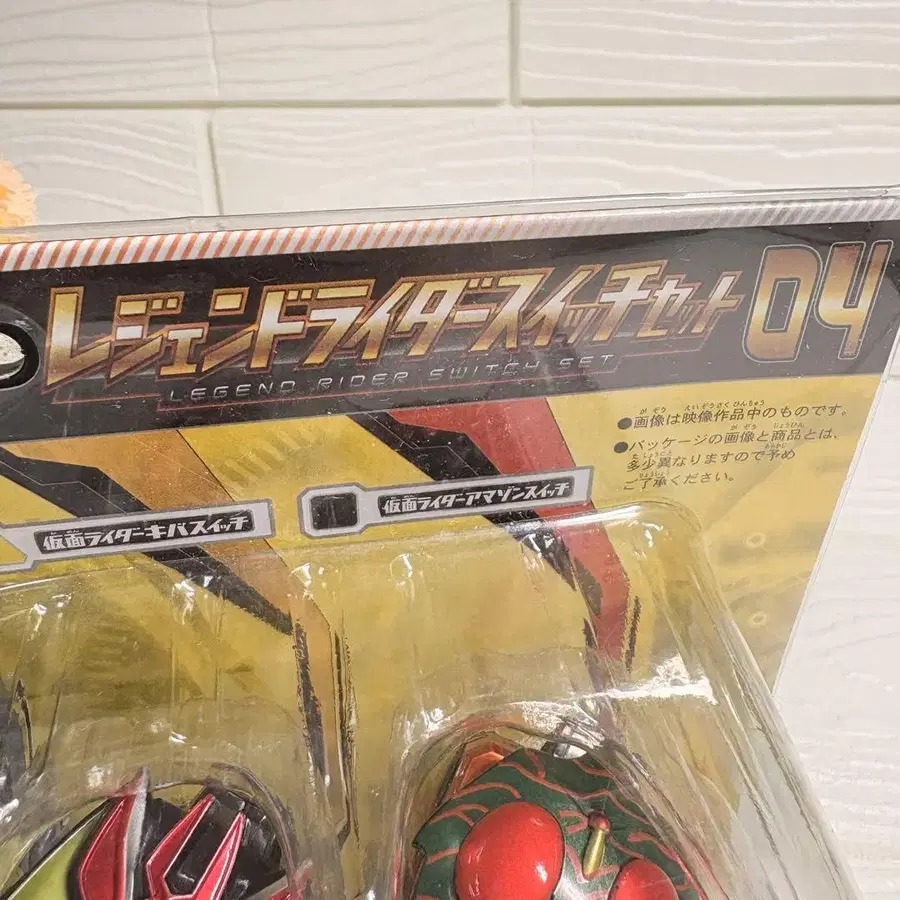 レジェンドライダースイッチセット04
LEGEND RIDER SWITCH SET
●画像は映像作品中のものです。
●パッケージの画像と商品とは、
多少異なりますので予め
ご了承ください。
仮面ライダーキバスイッチ
仮面ライダーアマゾンスイッチ